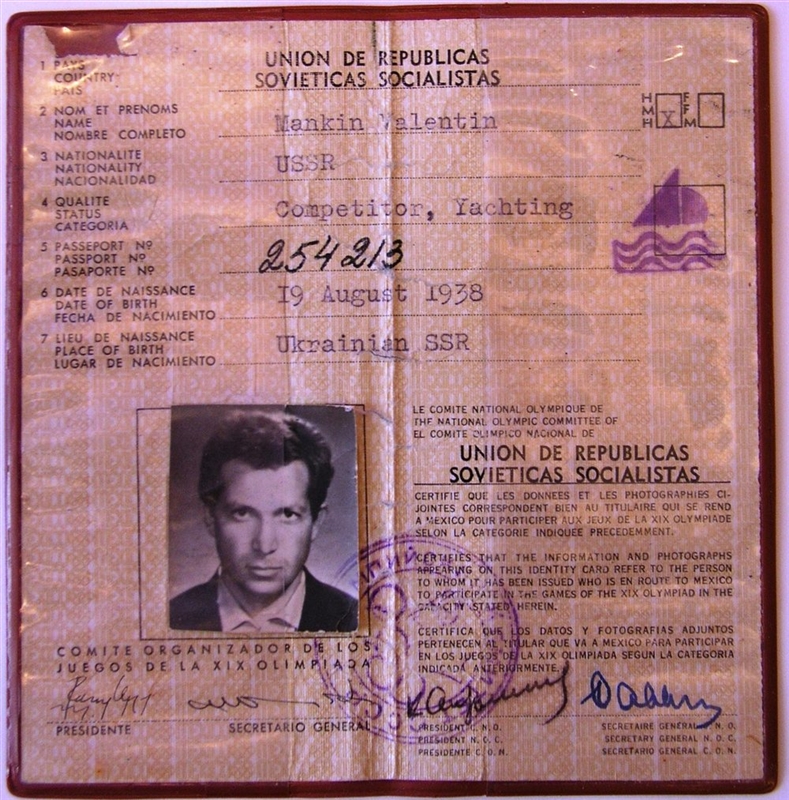 1 PAYS
COUNTRY
PAIS
UNION DE REPUBLICAS
SOVIETICAS SOCIALISTAS
2 NOM ET PRENOMS
NAME
NOMBRE COMPLETO
Mankin Valentin
H
M
H
X
F
F
M
3 NATIONALITE
NATIONALITY
NACIONALIDAD
USSR
4 QUALITE
STATUS
CATEGORIA
Competitor, Yachting
5 PASSEPORT Nº
PASSPORT Nº
PASAPORTE Nº
254213
6 DATE DE NAISSANCE
DATE OF BIRTH
FECHA DE NACIMIENTO
19 August 1938
7 LIEU DE NAISSANCE
PLACE OF BIRTH
LUGAR DE NACIMIENTO
Ukrainian SSR
LE COMITE NATIONAL OLYMPIQUE DE
THE NATIONAL OLYMPIC COMMITTEE OF
EL COMITE OLIMPICO NACIONAL DE
UNION DE REPUBLICAS
SOVIETICAS SOCIALISTAS
CERTIFIE QUE LES DONNEES ET LES PHOTOGRAPHIES CI-
JOINTES CORRESPONDENT BIEN AU TITULAIRE QUI SE REND
A MEXICO POUR PARTICIPER AUX JEUX DE LA XIX OLYMPIADE
SELON LA CATEGORIE INDIQUEE PRECEDEMMENT.
CERTIFIES THAT THE INFORMATION AND PHOTOGRAPHS
APPEARING ON THIS IDENTITY CARD REFER TO THE PERSON
TO WHOM IT HAS BEEN ISSUED WHO IS EN ROUTE TO MEXICO
TO PARTICIPATE IN THE GAMES OF THE XIX OLYMPIAD IN THE
CAPACITY STATED HEREIN.
CERTIFICA QUE LOS DATOS Y FOTOGRAFIAS ADJUNTOS
PERTENECEN AL TITULAR QUE VA A MEXICO PARA PARTICIPAR
EN LOS JUEGOS DE LA XIX OLIMPIADA SEGUN LA CATEGORIA
INDICADA ANTERIORMENTE.
COMITE ORGANIZADOR DE LOS
JUEGOS DE LA XIX OLIMPIADA
PRESIDENTE
SECRETARIO GENERAL
PRESIDENT C. N. O.
PRESIDENT N. O. C.
PRESIDENTE C. O. N.
SECRETAIRE GENERAL C. N. O.
SECRETARY GENERAL N. O. C.
SECRETARIO GENERAL C. O. N.